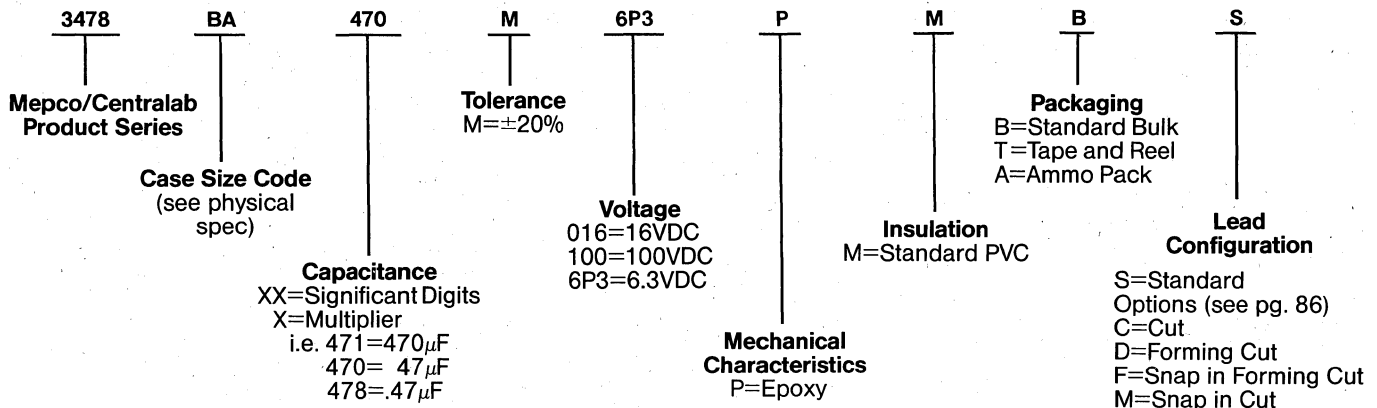 3478 BA 470 M 6P3 P M B S
Mepco/Centralab
Product Series
Case Size Code
(see physical
spec)
Capacitance
XX=Significant Digits
X=Multiplier
i.e. 471=470µF
470= 47µF
478=.47µF
Tolerance
M=±20%
Voltage
016=16VDC
100=100VDC
6P3=6.3VDC
Mechanical
Characteristics
P=Epoxy
Insulation
M=Standard PVC
Packaging
B=Standard Bulk
T=Tape and Reel
A=Ammo Pack
Lead
Configuration
S=Standard
Options (see pg. 86)
C=Cut
D=Forming Cut
F=Snap in Forming Cut
M=Snap in Cut